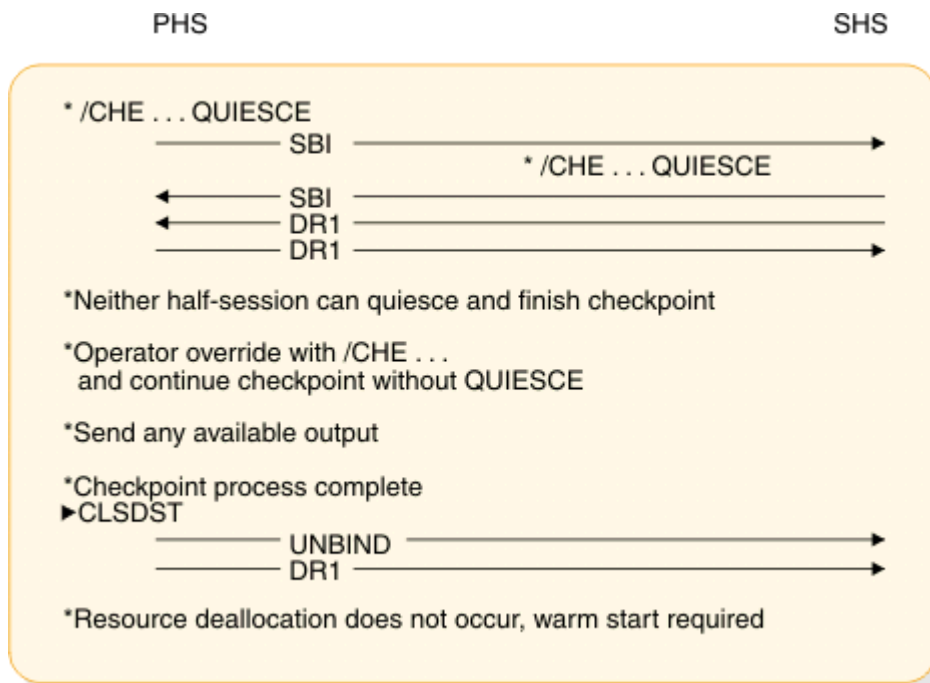 PHS SHS
* /CHE . . . QUIESCE
SBI
* /CHE . . . QUIESCE
SBI
DR1
DR1
*Neither half-session can quiesce and finish checkpoint
*Operator override with /CHE . . .
and continue checkpoint without QUIESCE
*Send any available output
*Checkpoint process complete
CLSDST
UNBIND
DR1
*Resource deallocation does not occur, warm start required